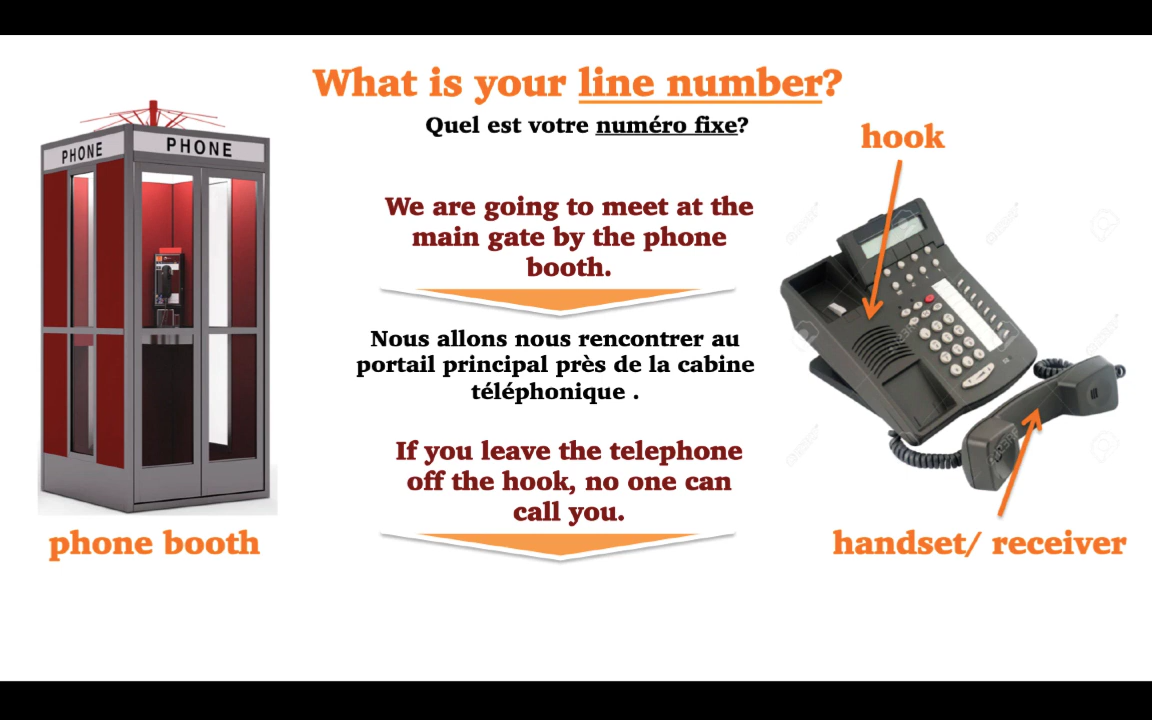 What is your line number?
Quel est votre numéro fixe?
PHONE
PHONE
hook
We are going to meet at the
main gate by the phone
booth.
Nous allons nous rencontrer au
portail principal près de la cabine
téléphonique .
If you leave the telephone
off the hook, no one can
call you.
phone booth
handset/ receiver